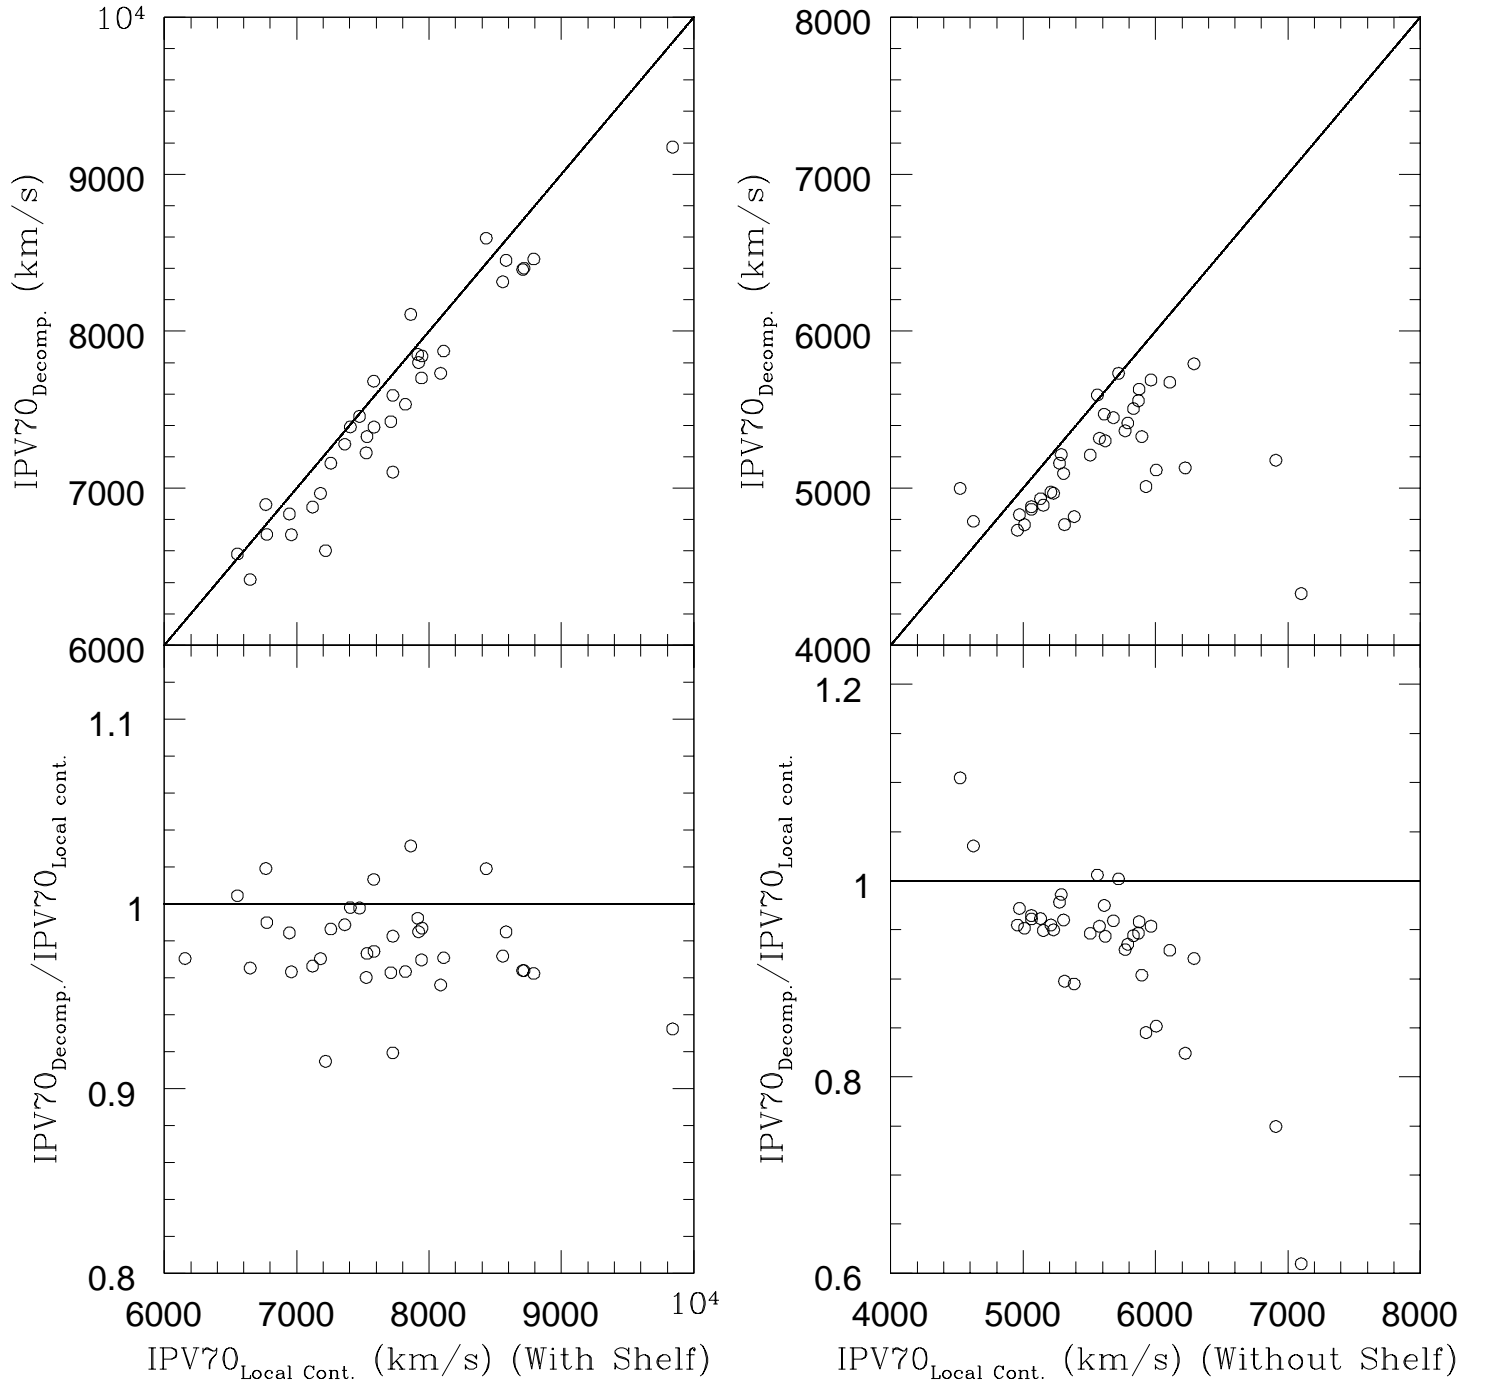 10⁴
9000
8000
7000
6000
IPV70Decomp. (km/s)
8000
7000
6000
5000
4000
IPV70Decomp. (km/s)
1.1
1
0.9
0.8
IPV70Decomp./IPV70Local cont.
6000 7000 8000 9000 10⁴
IPV70Local Cont. (km/s) (With Shelf)
1.2
1
0.8
0.6
IPV70Decomp./IPV70Local cont.
4000 5000 6000 7000 8000
IPV70Local Cont. (km/s) (Without Shelf)